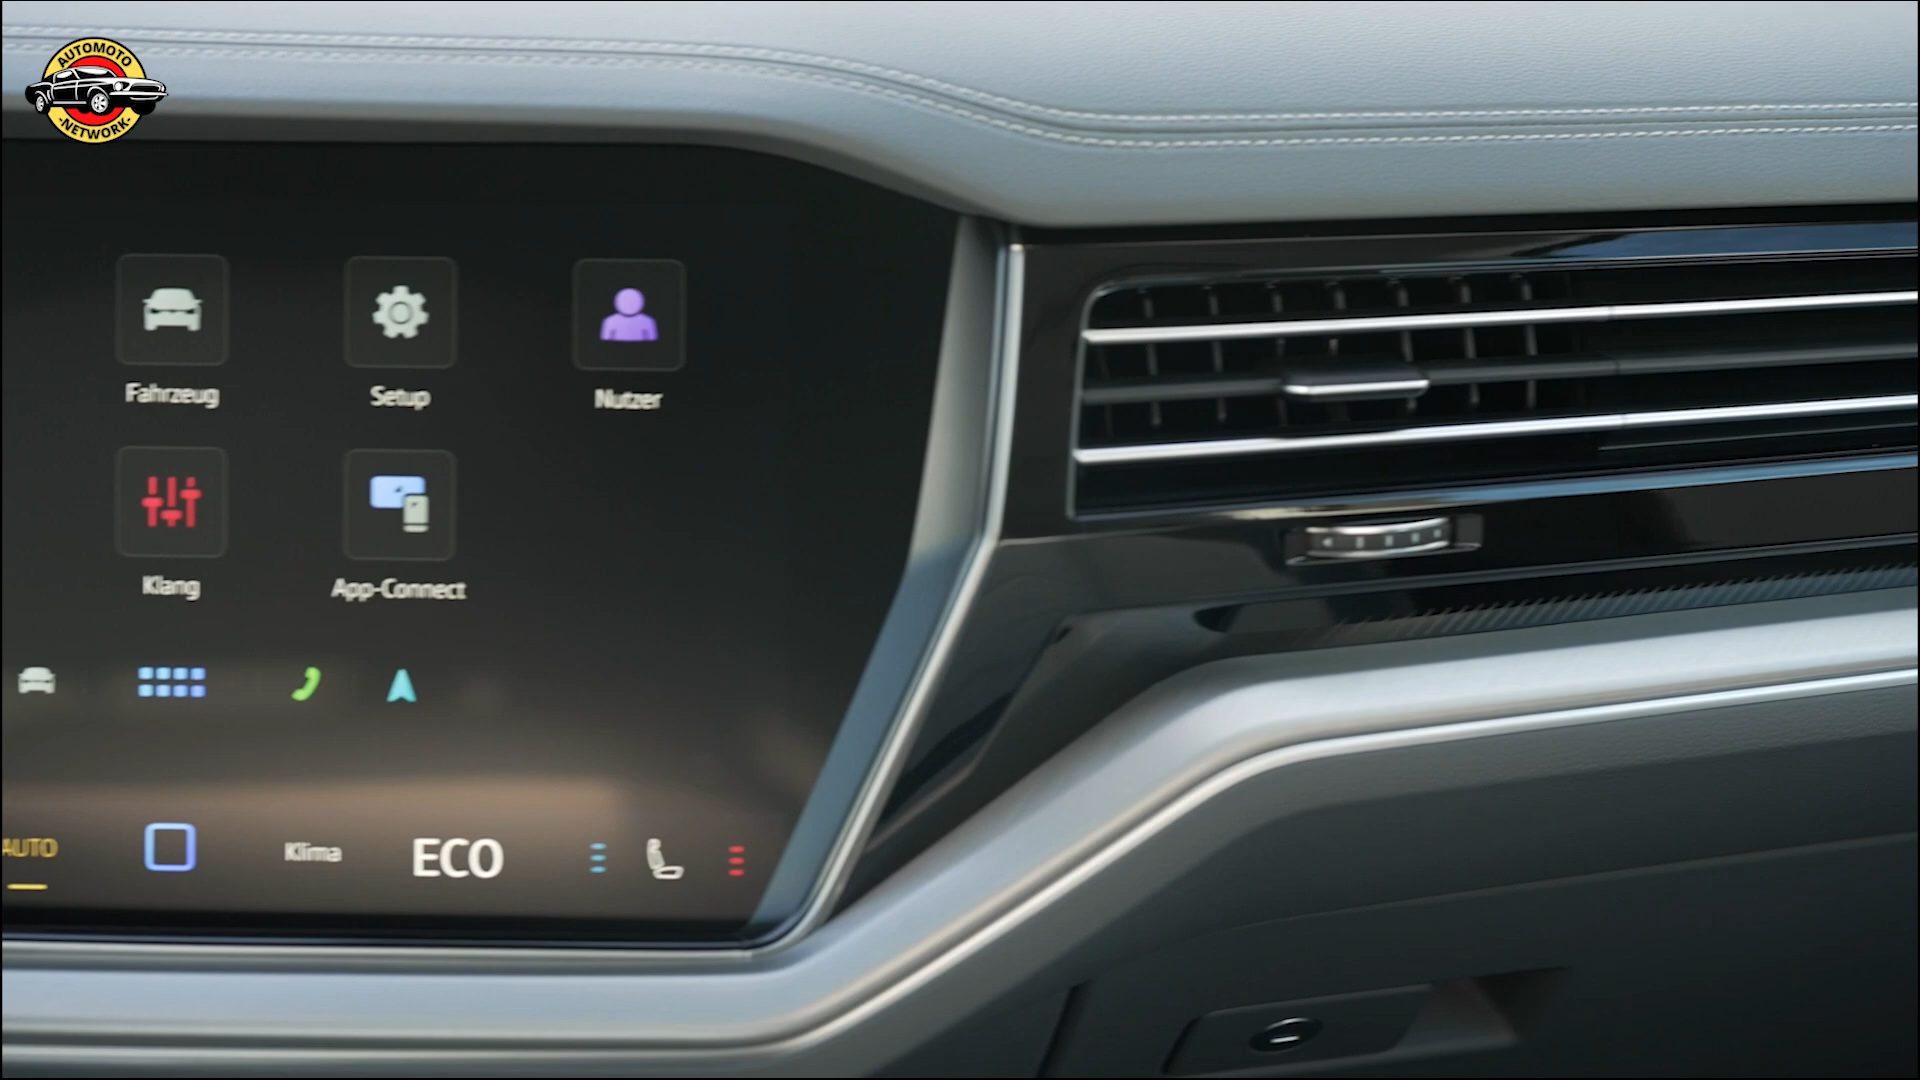 AUTOMOTO
-NETWORK-
Fahrzeug
Setup
Nutzer
Klang
App-Connect
AUTO
Klima
ECO